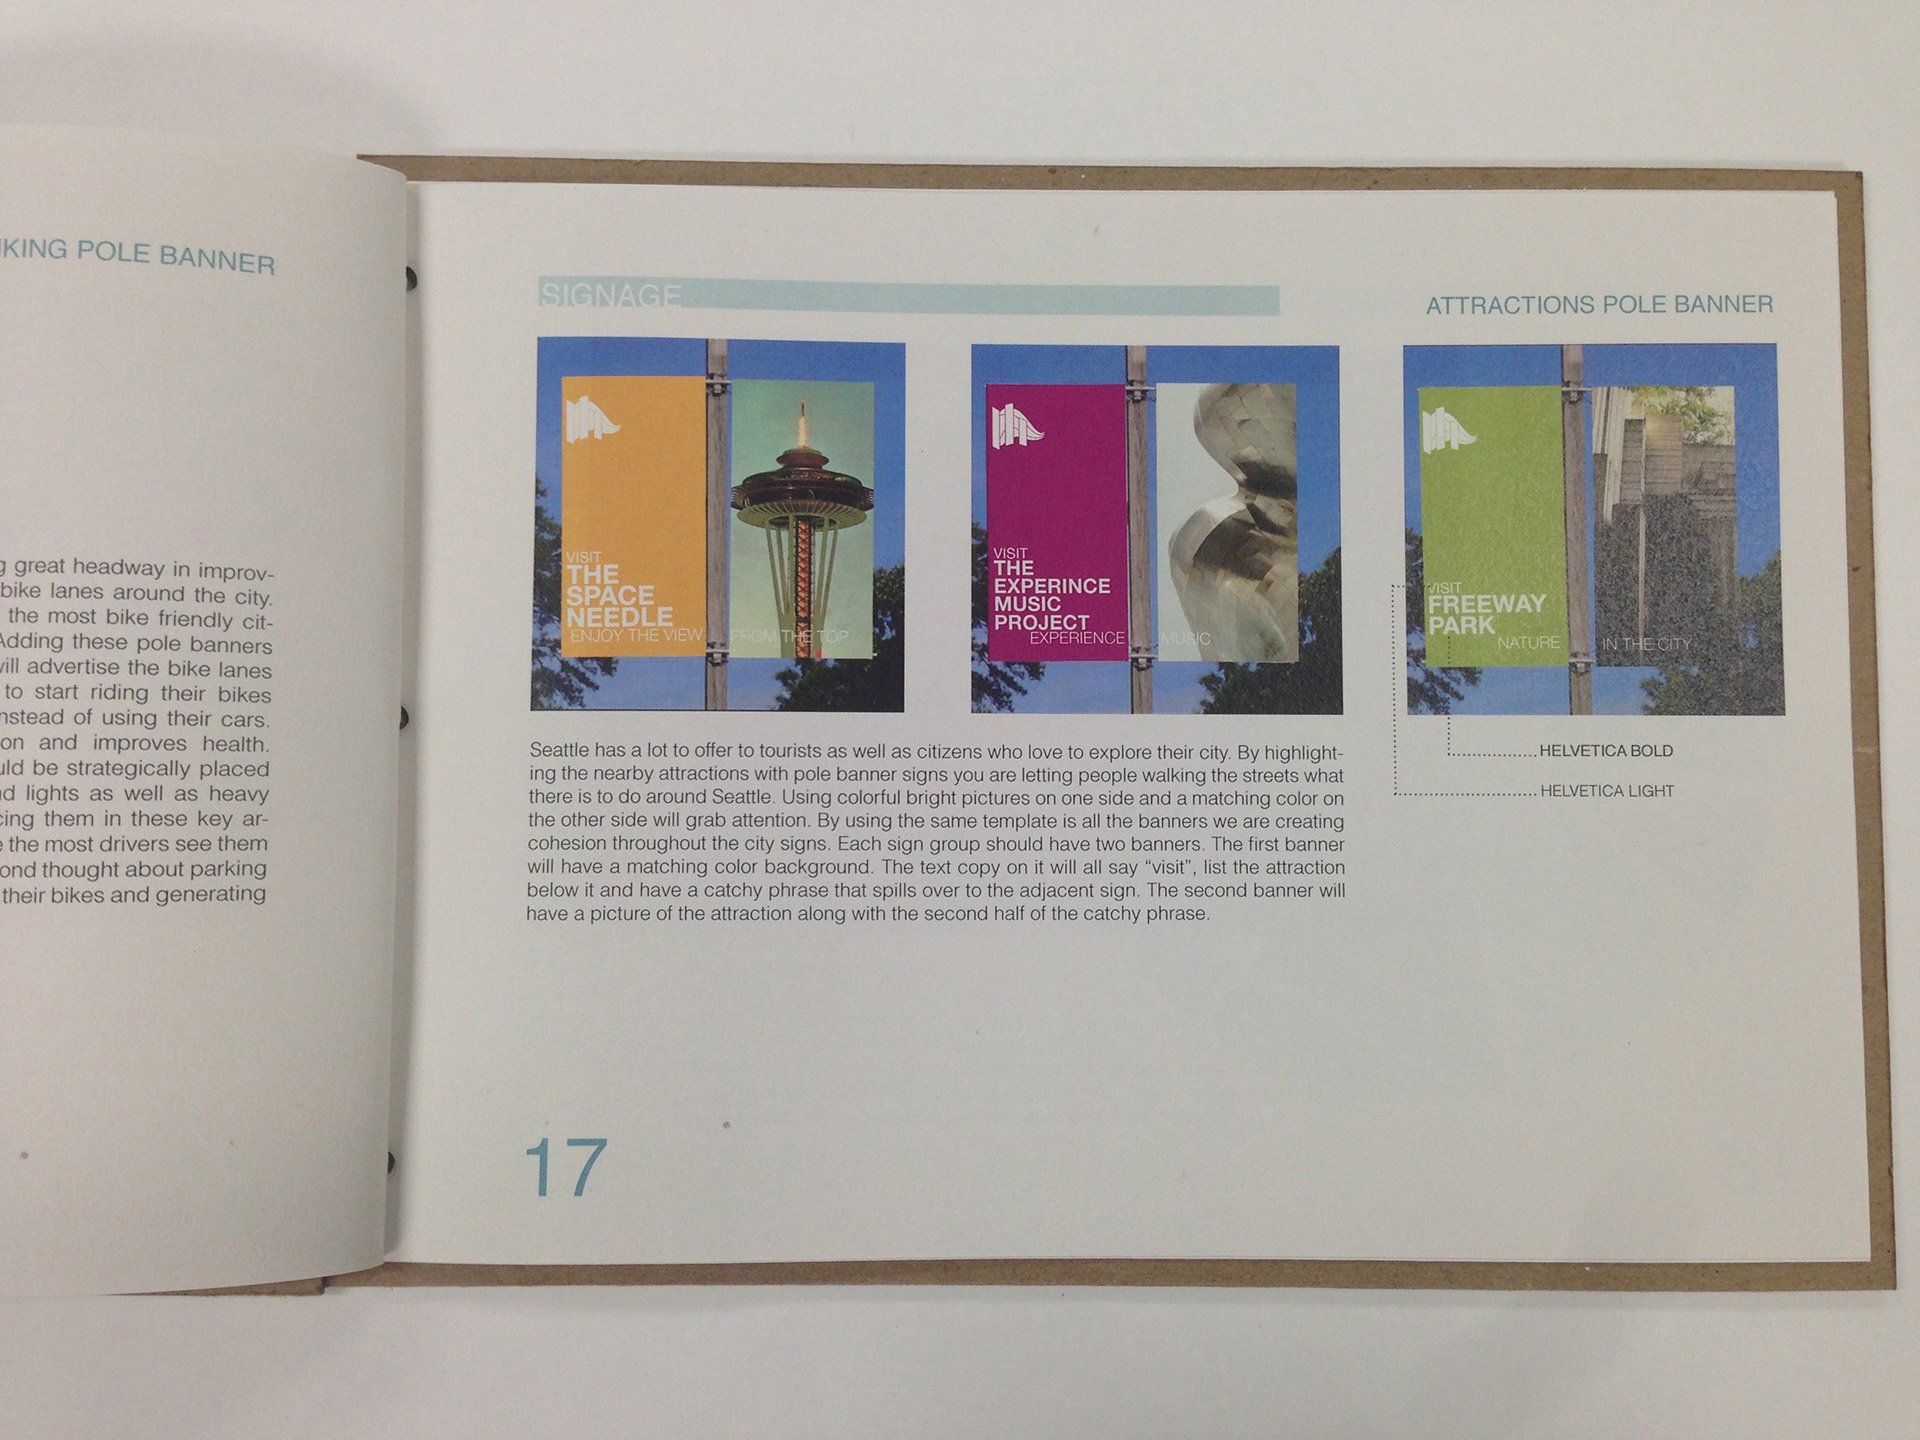 KING POLE BANNER
g great headway in improv-
bike lanes around the city.
the most bike friendly cit-
Adding these pole banners
will advertise the bike lanes
to start riding their bikes
nstead of using their cars.
on and improves health.
uld be strategically placed
d lights as well as heavy
cing them in these key ar-
e the most drivers see them
ond thought about parking
their bikes and generating
SIGNAGE
ATTRACTIONS POLE BANNER
VISIT
THE
SPACE
NEEDLE
ENJOY THE VIEW FROM THE TOP
VISIT
THE
EXPERINCE
MUSIC
PROJECT
EXPERIENCE MUSIC
VISIT
FREEWAY
PARK
NATURE IN THE CITY
HELVETICA BOLD
HELVETICA LIGHT
Seattle has a lot to offer to tourists as well as citizens who love to explore their city. By highlight-
ing the nearby attractions with pole banner signs you are letting people walking the streets what
there is to do around Seattle. Using colorful bright pictures on one side and a matching color on
the other side will grab attention. By using the same template is all the banners we are creating
cohesion throughout the city signs. Each sign group should have two banners. The first banner
will have a matching color background. The text copy on it will all say “visit”, list the attraction
below it and have a catchy phrase that spills over to the adjacent sign. The second banner will
have a picture of the attraction along with the second half of the catchy phrase.
17